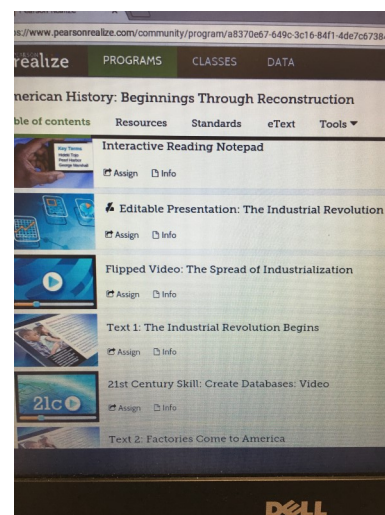 s://www.pearsonrealize.com/community/program/a8370e67-649c-3c16-84f1-4de7c67384
realize PROGRAMS CLASSES DATA
merican History: Beginnings Through Reconstruction
ble of contents Resources Standards eText Tools
Key Terms
Interactive Reading Notepad
Assign Info
Editable Presentation: The Industrial Revolution
Assign Info
Flipped Video: The Spread of Industrialization
Assign Info
Text 1: The Industrial Revolution Begins
Assign Info
21st Century Skill: Create Databases: Video
21c
Assign Info
Text 2: Factories Come to America
DELL